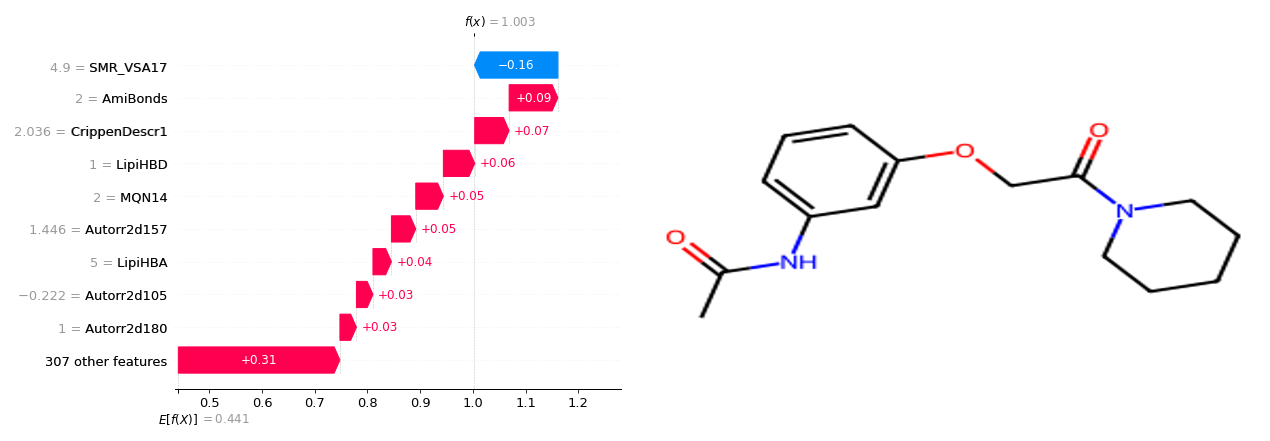 f(x) = 1.003
4.9 = SMR_VSA17
−0.16
2 = AmiBonds
+0.09
2.036 = CrippenDescr1
+0.07
1 = LipiHBD
+0.06
2 = MQN14
+0.05
1.446 = Autorr2d157
+0.05
5 = LipiHBA
+0.04
−0.222 = Autorr2d105
+0.03
1 = Autorr2d180
+0.03
307 other features
+0.31
0.5 0.6 0.7 0.8 0.9 1.0 1.1 1.2
E[f(X)] = 0.441
O
O
N
O
NH